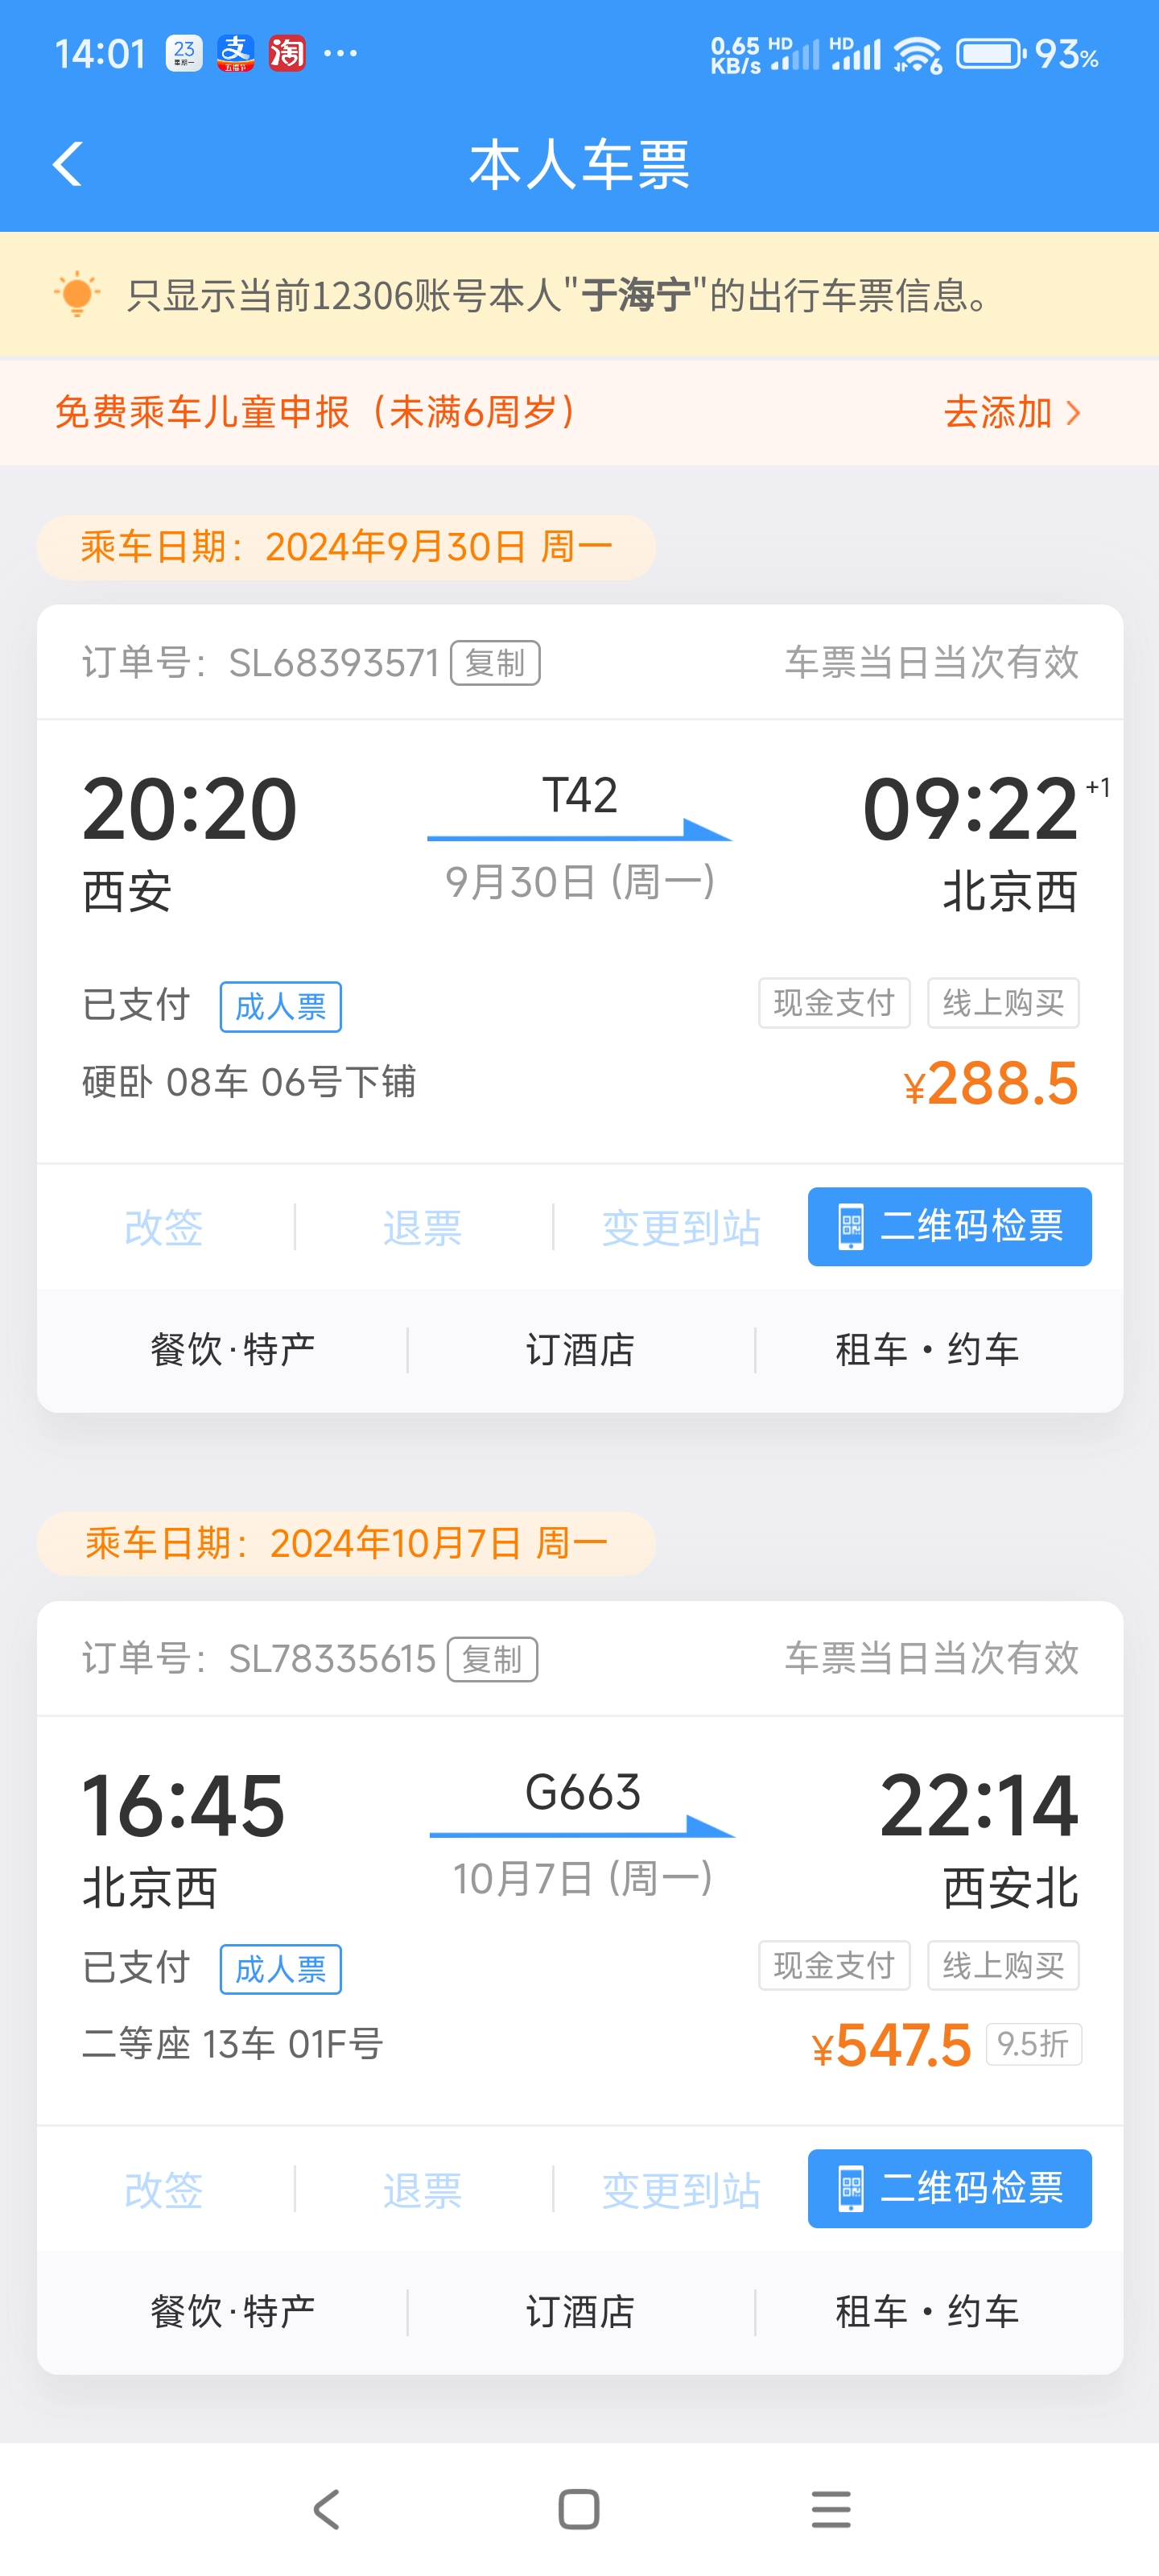 14:01 23 星期一 支 五福节 淘 ... 0.65 KB/s HD HD 6 93%
本人车票
只显示当前12306账号本人"于海宁"的出行车票信息。
免费乘车儿童申报（未满6周岁） 去添加
乘车日期：2024年9月30日 周一
订单号：SL68393571 复制 车票当日当次有效
20:20 T42 09:22 +1
西安 9月30日 (周一) 北京西
已支付 成人票 现金支付 线上购买
硬卧 08车 06号下铺 ¥288.5
改签 退票 变更到站 二维码检票
餐饮·特产 订酒店 租车·约车
乘车日期：2024年10月7日 周一
订单号：SL78335615 复制 车票当日当次有效
16:45 G663 22:14
北京西 10月7日 (周一) 西安北
已支付 成人票 现金支付 线上购买
二等座 13车 01F号 ¥547.5 9.5折
改签 退票 变更到站 二维码检票
餐饮·特产 订酒店 租车·约车